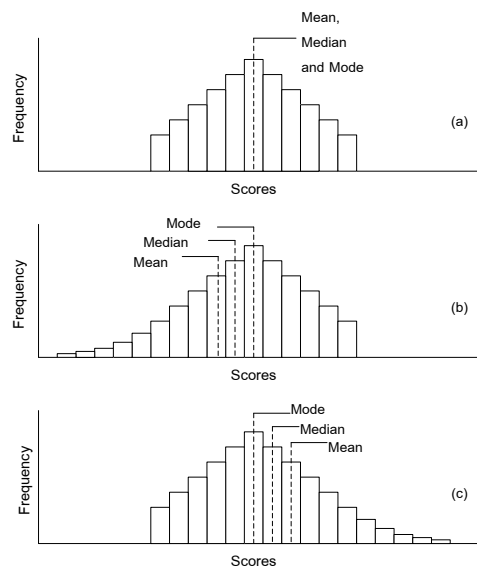 Mean,
Median
and Mode
Frequency
(a)
Scores
Mode
Median
Mean
Frequency
(b)
Scores
Mode
Median
Mean
Frequency
(c)
Scores